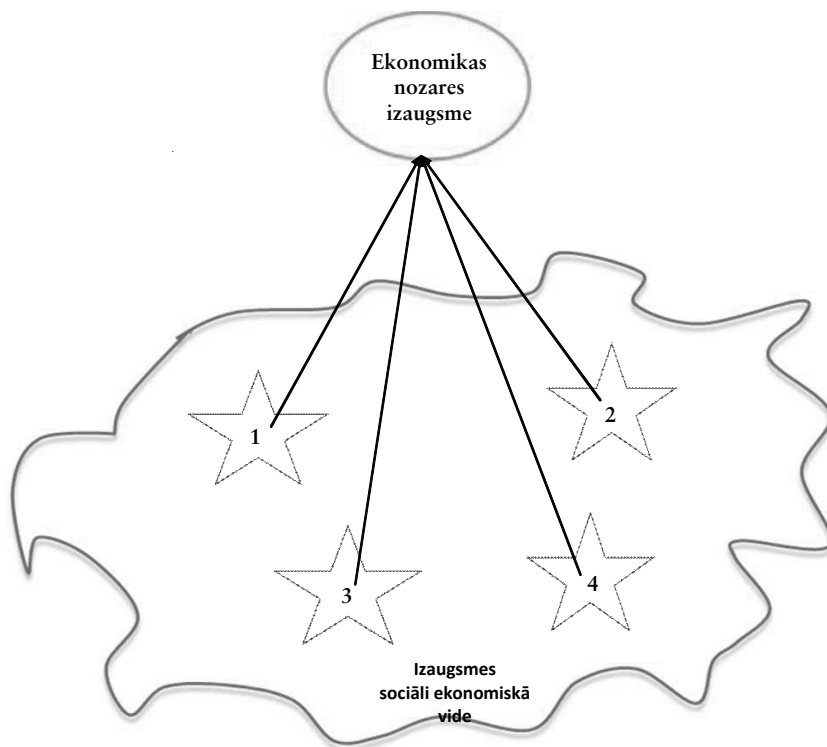 Ekonomikas
nozares
izaugsme
1
2
3
4
Izaugsmes
sociāli ekonomiskā
vide